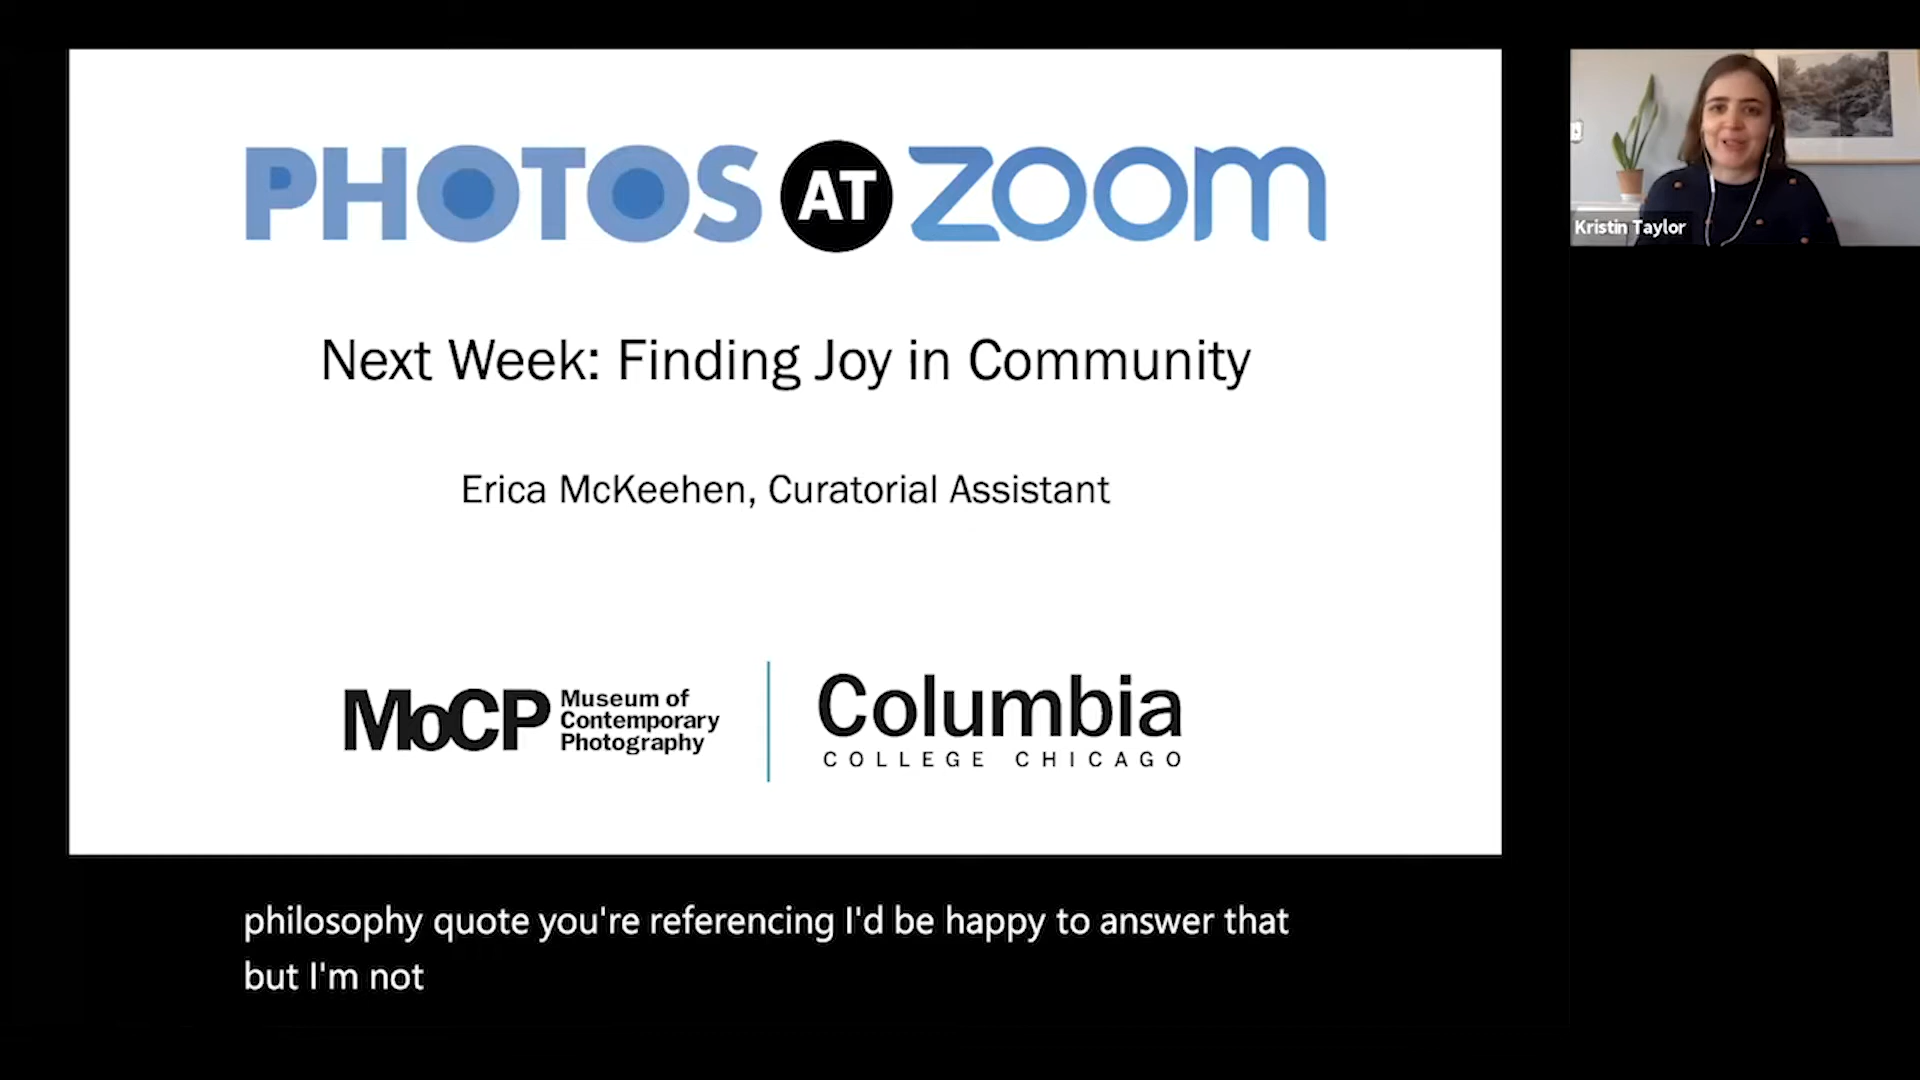 PHOTOS AT ZOOM
Kristin Taylor
Next Week: Finding Joy in Community
Erica McKeehen, Curatorial Assistant
MoCP
Museum of
Contemporary
Photography
Columbia
COLLEGE CHICAGO
philosophy quote you're referencing I'd be happy to answer that
but I'm not